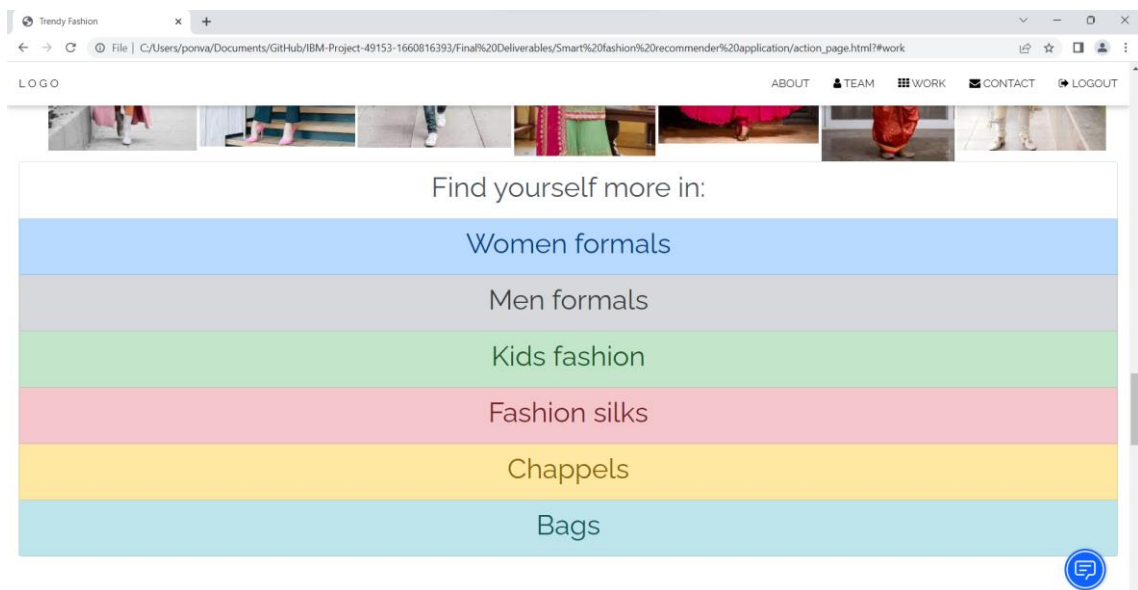 Trendy Fashion
File | C:/Users/ponva/Documents/GitHub/IBM-Project-49153-1660816393/Final%20Deliverables/Smart%20fashion%20recommender%20application/action_page.html?#work
LOGO ABOUT TEAM WORK CONTACT LOGOUT
Find yourself more in:
Women formals
Men formals
Kids fashion
Fashion silks
Chappels
Bags